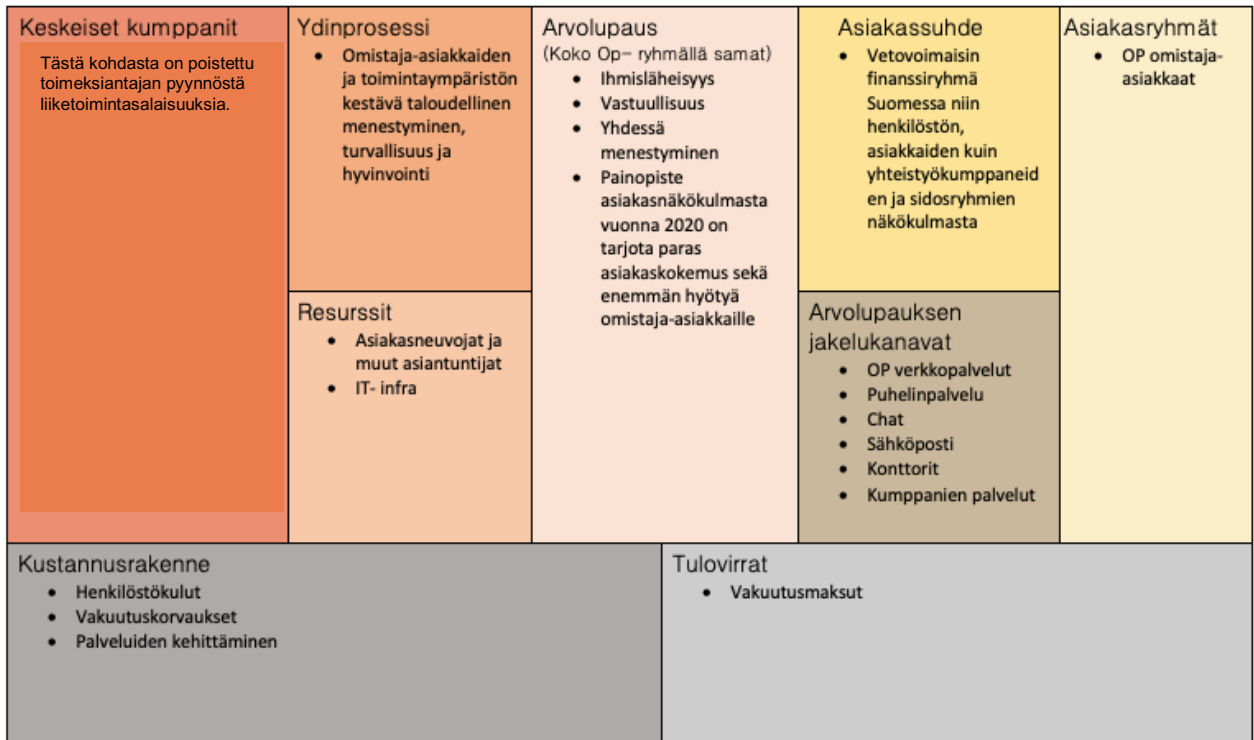 Keskeiset kumppanit
Tästä kohdasta on poistettu
toimeksiantajan pyynnöstä
liiketoimintasalaisuuksia.
Ydinprosessi
• Omistaja-asiakkaiden
ja toimintaympäristön
kestävä taloudellinen
menestyminen,
turvallisuus ja
hyvinvointi
Resurssit
• Asiakasneuvojat ja
muut asiantuntijat
• IT- infra
Arvolupaus
(Koko Op– ryhmällä samat)
• Ihmisläheisyys
• Vastuullisuus
• Yhdessä
menestyminen
• Painopiste
asiakasnäkökulmasta
vuonna 2020 on
tarjota paras
asiakaskokemus sekä
enemmän hyötyä
omistaja-asiakkaille
Asiakassuhde
• Vetovoimaisin
finanssiryhmä
Suomessa niin
henkilöstön,
asiakkaiden kuin
yhteistyökumppaneid
en ja sidosryhmien
näkökulmasta
Arvolupauksen
jakelukanavat
• OP verkkopalvelut
• Puhelinpalvelu
• Chat
• Sähköposti
• Konttorit
• Kumppanien palvelut
Asiakasryhmät
• OP omistaja-
asiakkaat
Kustannusrakenne
• Henkilöstökulut
• Vakuutuskorvaukset
• Palveluiden kehittäminen
Tulovirrat
• Vakuutusmaksut